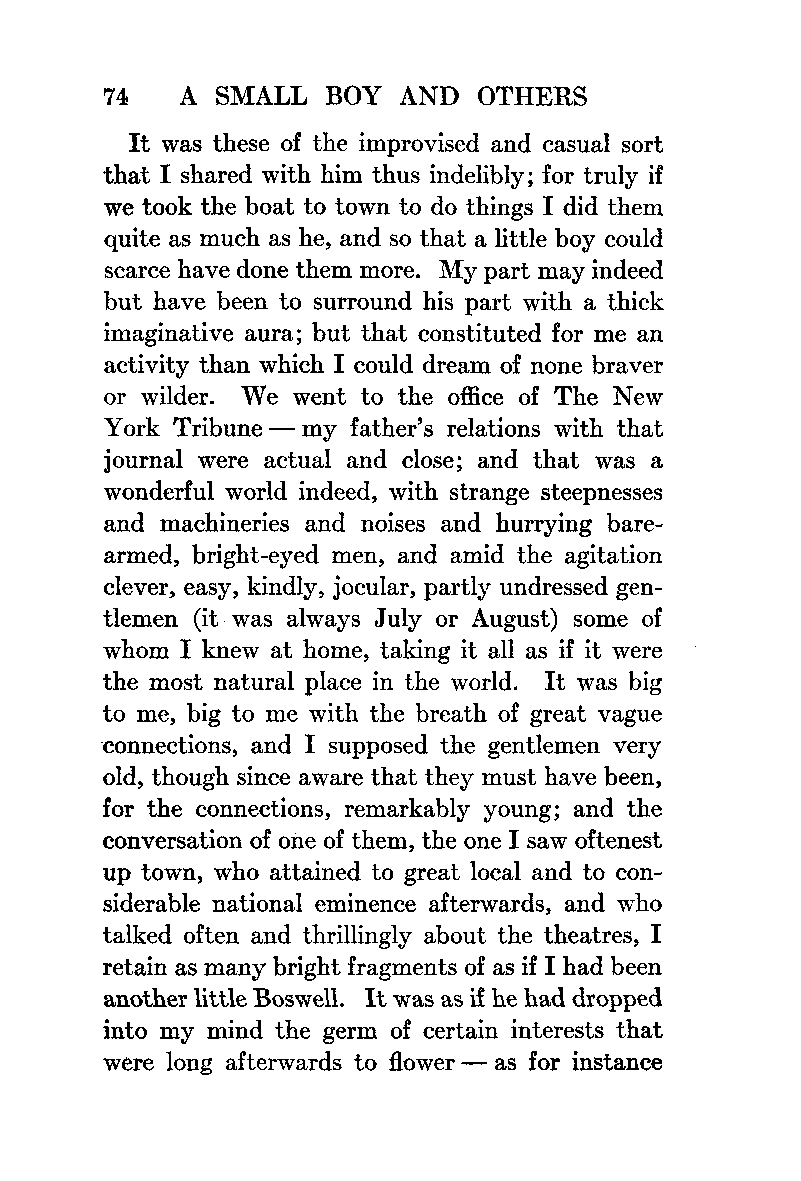 74 A SMALL BOY AND OTHERS
It was these of the improvised and casual sort
that I shared with him thus indelibly; for truly if
we took the boat to town to do things I did them
quite as much as he, and so that a little boy could
scarce have done them more. My part may indeed
but have been to surround his part with a thick
imaginative aura; but that constituted for me an
activity than which I could dream of none braver
or wilder. We went to the office of The New
York Tribune — my father's relations with that
journal were actual and close; and that was a
wonderful world indeed, with strange steepnesses
and machineries and noises and hurrying bare-
armed, bright-eyed men, and amid the agitation
clever, easy, kindly, jocular, partly undressed gen-
tlemen (it was always July or August) some of
whom I knew at home, taking it all as if it were
the most natural place in the world. It was big
to me, big to me with the breath of great vague
connections, and I supposed the gentlemen very
old, though since aware that they must have been,
for the connections, remarkably young; and the
conversation of one of them, the one I saw oftenest
up town, who attained to great local and to con-
siderable national eminence afterwards, and who
talked often and thrillingly about the theatres, I
retain as many bright fragments of as if I had been
another little Boswell. It was as if he had dropped
into my mind the germ of certain interests that
were long afterwards to flower — as for instance